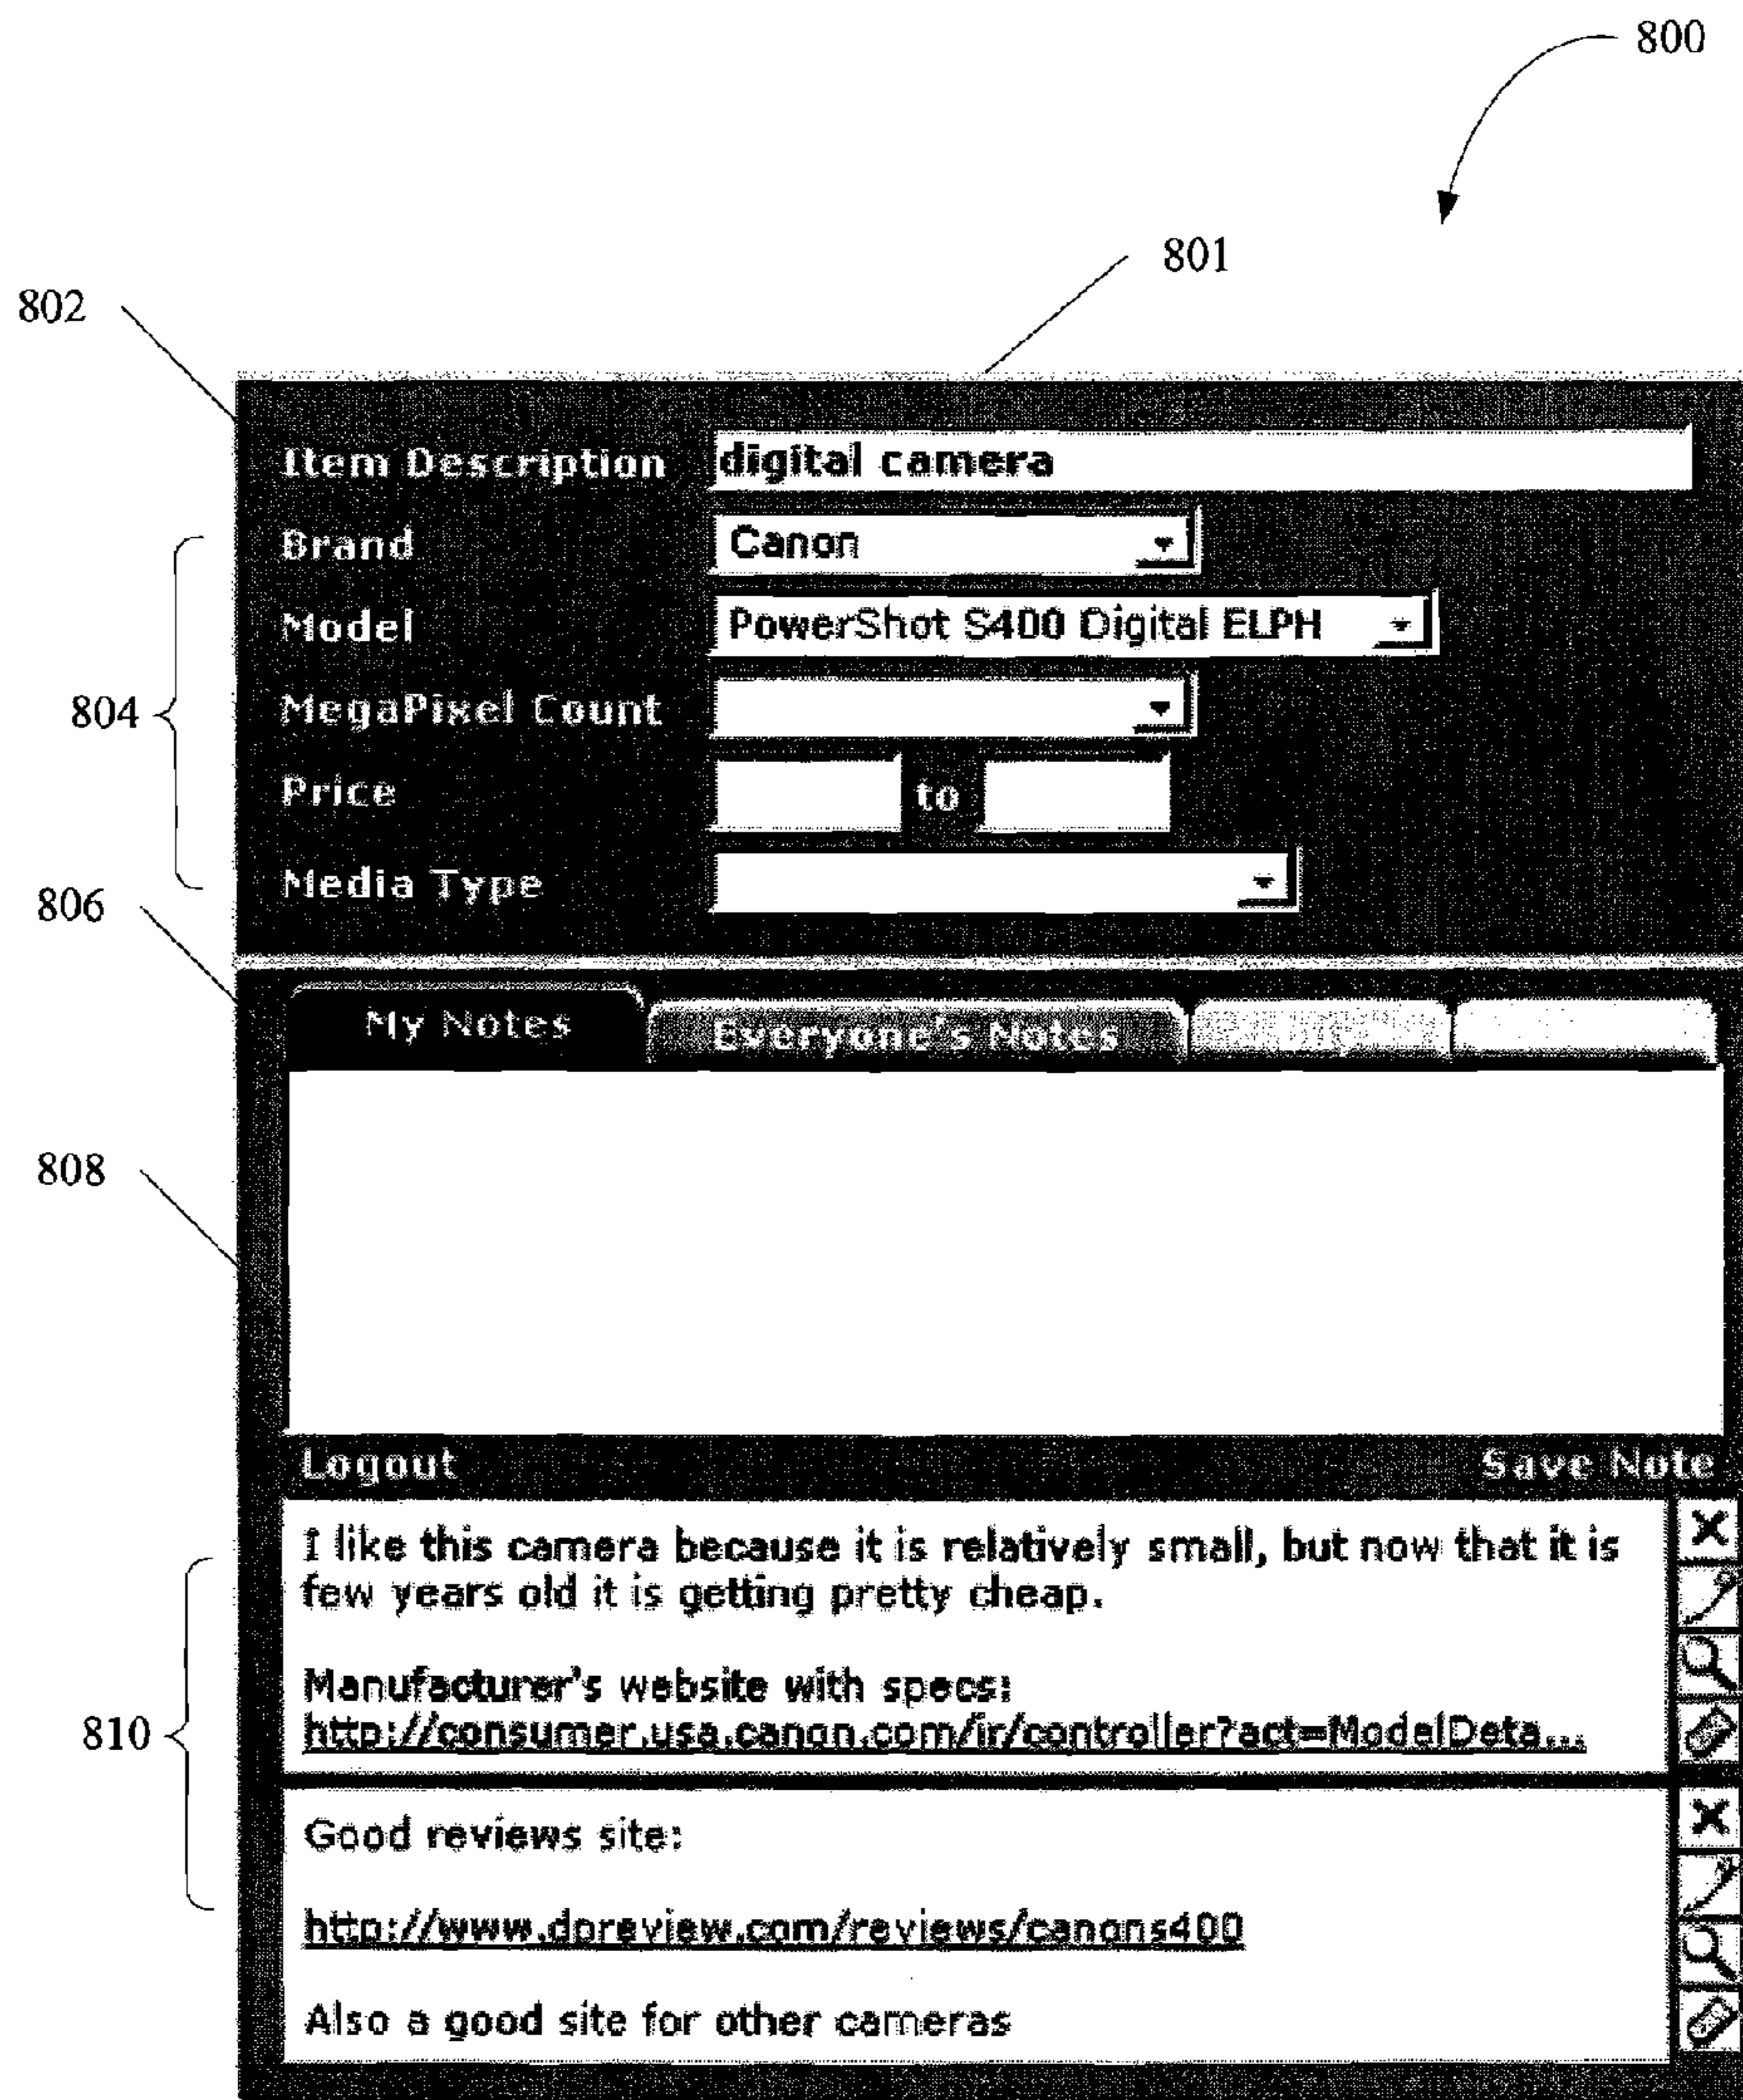 800
801
802
Item Description digital camera
Brand Canon
Model PowerShot S400 Digital ELPH
804
MegaPixel Count
Price to
Media Type
806
My Notes Everyone's Notes
808
Logout Save Note
I like this camera because it is relatively small, but now that it is
few years old it is getting pretty cheap.
Manufacturer's website with specs:
http://consumer.usa.canon.com/ir/controller?act=ModelDeta...
810
Good reviews site:
http://www.dpreview.com/reviews/canons400
Also a good site for other cameras